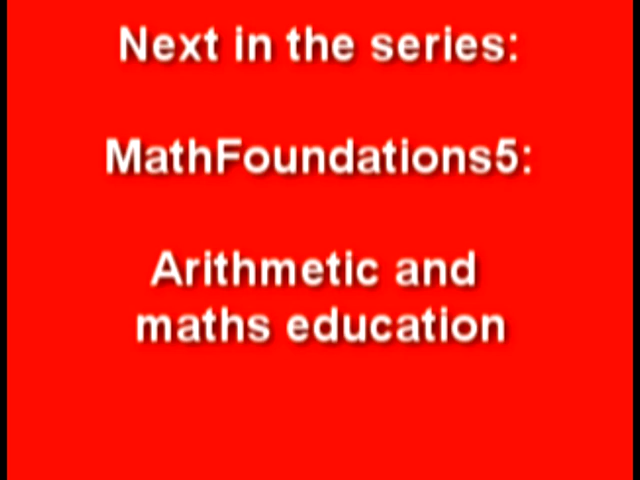 Next in the series:
MathFoundations5:
Arithmetic and
maths education